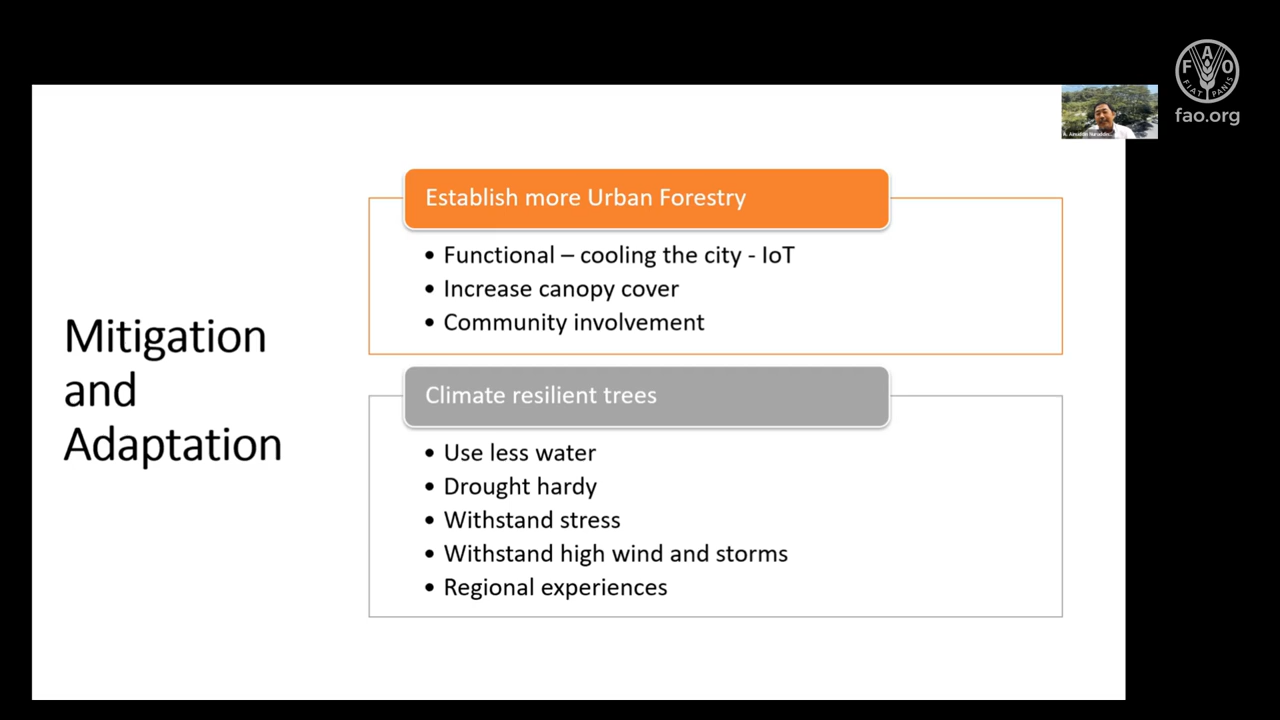 FAO
FIAT PANIS
fao.org
Mitigation
and
Adaptation
Establish more Urban Forestry
• Functional – cooling the city - IoT
• Increase canopy cover
• Community involvement
Climate resilient trees
• Use less water
• Drought hardy
• Withstand stress
• Withstand high wind and storms
• Regional experiences